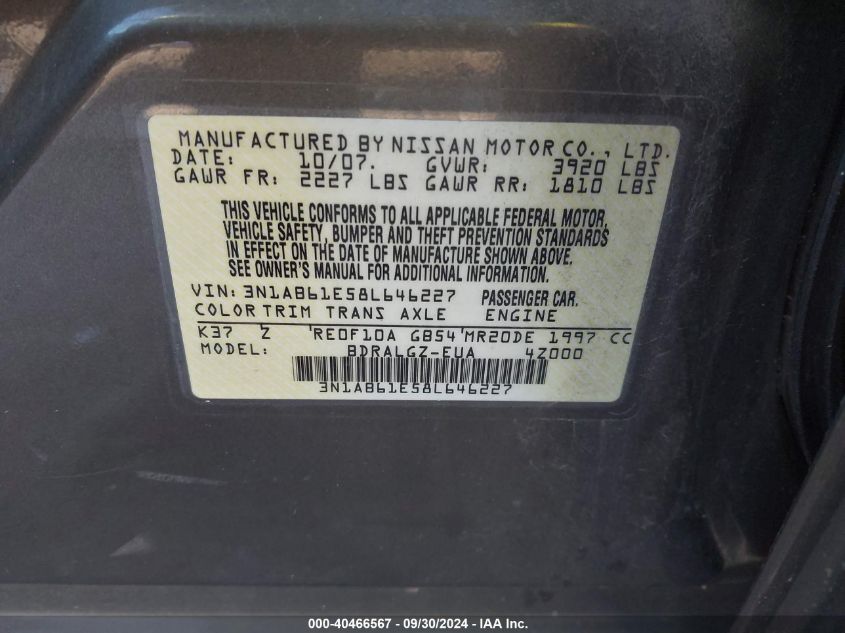 MANUFACTURED BY NISSAN MOTOR CO., LTD.
DATE: 10/07. GVWR: 3920 LBS
GAWR FR: 2227 LBS GAWR RR: 1810 LBS
THIS VEHICLE CONFORMS TO ALL APPLICABLE FEDERAL MOTOR
VEHICLE SAFETY, BUMPER AND THEFT PREVENTION STANDARDS
IN EFFECT ON THE DATE OF MANUFACTURE SHOWN ABOVE.
SEE OWNER'S MANUAL FOR ADDITIONAL INFORMATION.
VIN: 3N1AB61E58L646227 PASSENGER CAR.
COLOR TRIM TRANS AXLE ENGINE
K37 Z RE0F10A GB54 MR20DE 1997 CC
MODEL: BDRALGZ-EUA 4Z000
3N1AB61E58L646227
000-40466567 - 09/30/2024 - IAA Inc.